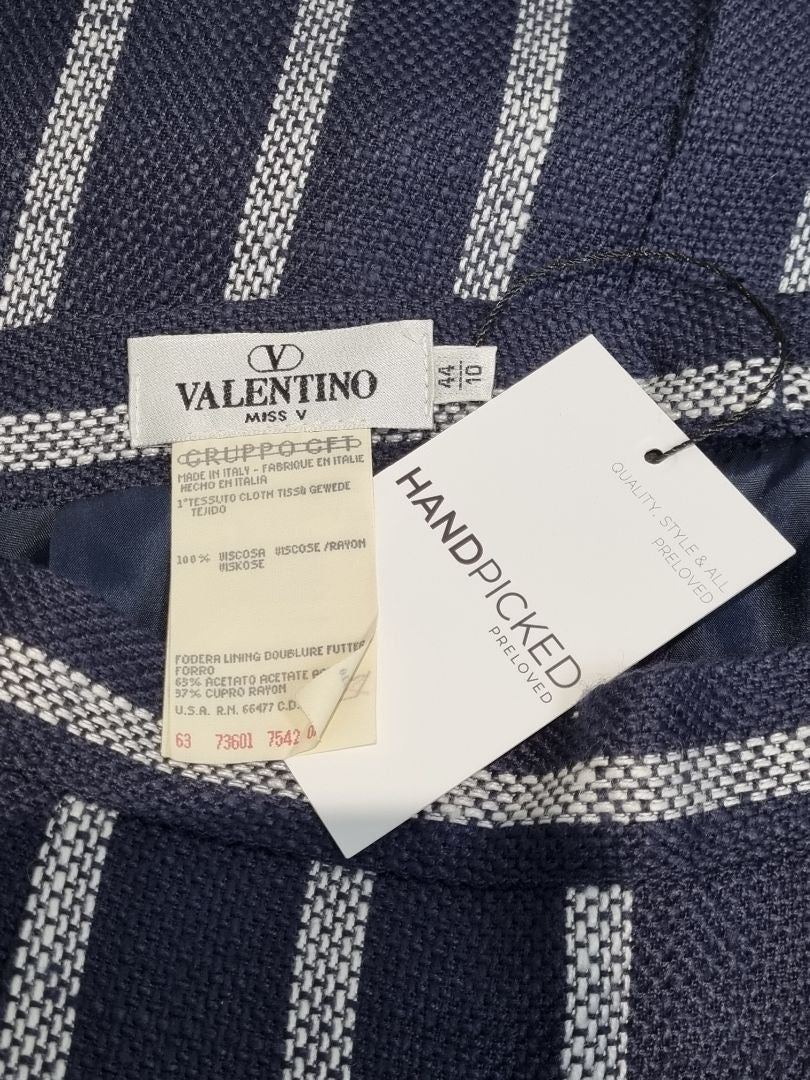 V
VALENTINO
MISS V
44
10
GRUPPO GFT
MADE IN ITALY - FABRIQUE EN ITALIE
HECHO EN ITALIA
1°TESSUTO CLOTH TISSU GEWEDE
TEJIDO
100% VISCOSA VISCOSE/RAYON
VISKOSE
FODERA LINING DOUBLURE FUTTER
FORRO
63% ACETATO ACETATE
37% CUPRO RAYON
U.S.A. R.N. 66477 C.D.
63 73601 7542
HANDPICKED
PRELOVED
QUALITY, STYLE & ALL
PRELOVED